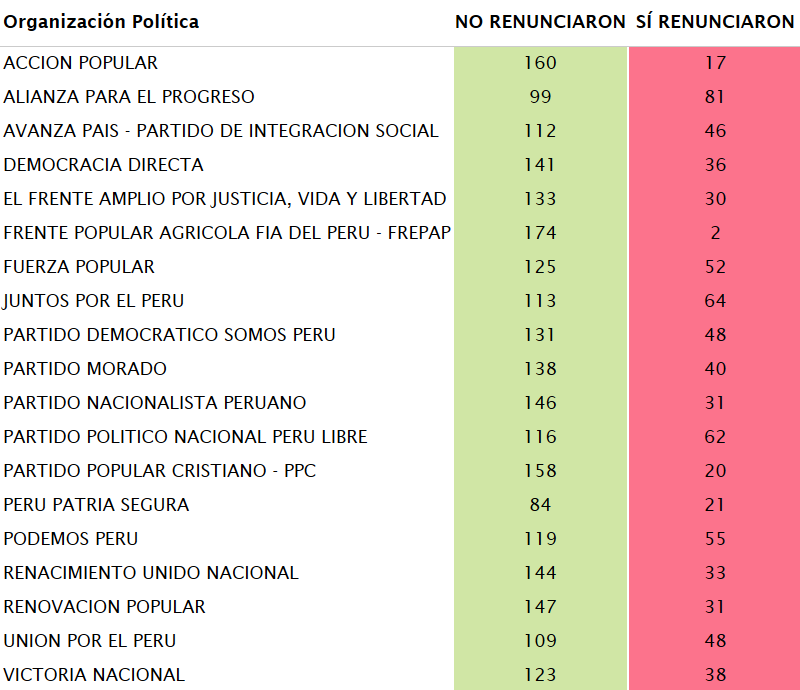 Organización Política NO RENUNCIARON SÍ RENUNCIARON
ACCION POPULAR 160 17
ALIANZA PARA EL PROGRESO 99 81
AVANZA PAIS - PARTIDO DE INTEGRACION SOCIAL 112 46
DEMOCRACIA DIRECTA 141 36
EL FRENTE AMPLIO POR JUSTICIA, VIDA Y LIBERTAD 133 30
FRENTE POPULAR AGRICOLA FIA DEL PERU - FREPAP 174 2
FUERZA POPULAR 125 52
JUNTOS POR EL PERU 113 64
PARTIDO DEMOCRATICO SOMOS PERU 131 48
PARTIDO MORADO 138 40
PARTIDO NACIONALISTA PERUANO 146 31
PARTIDO POLITICO NACIONAL PERU LIBRE 116 62
PARTIDO POPULAR CRISTIANO - PPC 158 20
PERU PATRIA SEGURA 84 21
PODEMOS PERU 119 55
RENACIMIENTO UNIDO NACIONAL 144 33
RENOVACION POPULAR 147 31
UNION POR EL PERU 109 48
VICTORIA NACIONAL 123 38